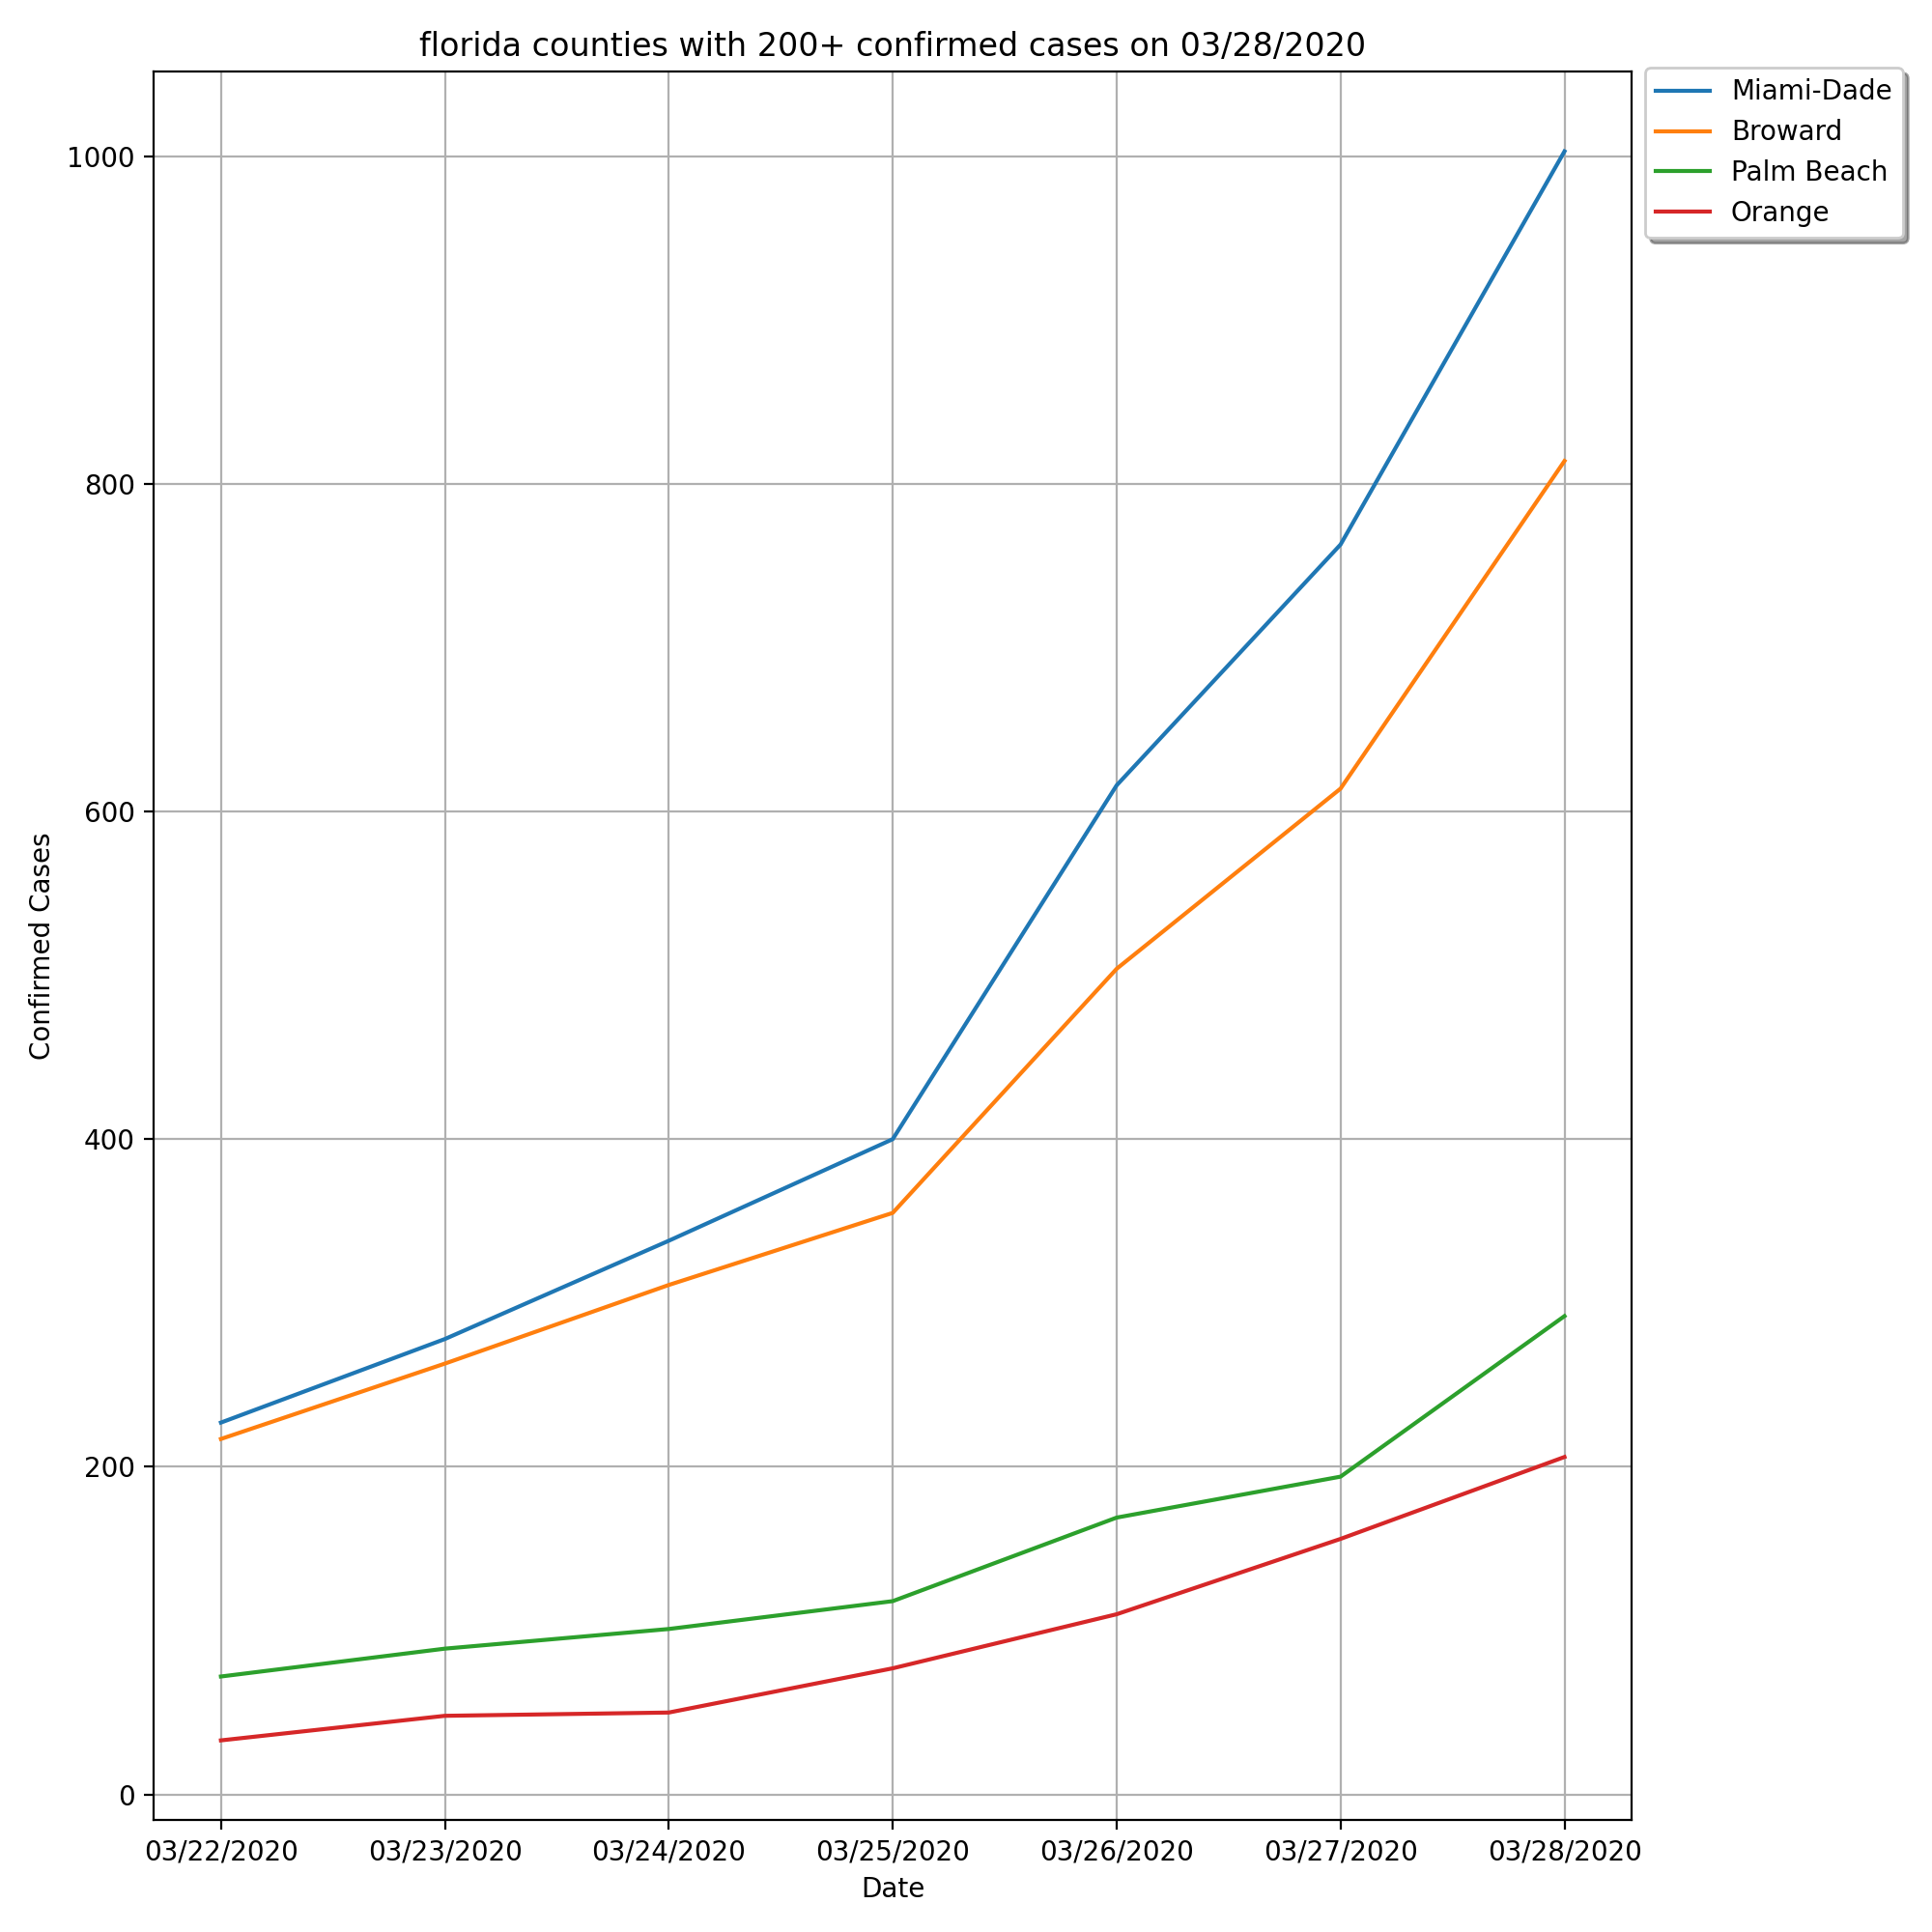 florida counties with 200+ confirmed cases on 03/28/2020
Miami-Dade
Broward
Palm Beach
Orange
Confirmed Cases
1000
800
600
400
200
0
03/22/2020 03/23/2020 03/24/2020 03/25/2020 03/26/2020 03/27/2020 03/28/2020
Date